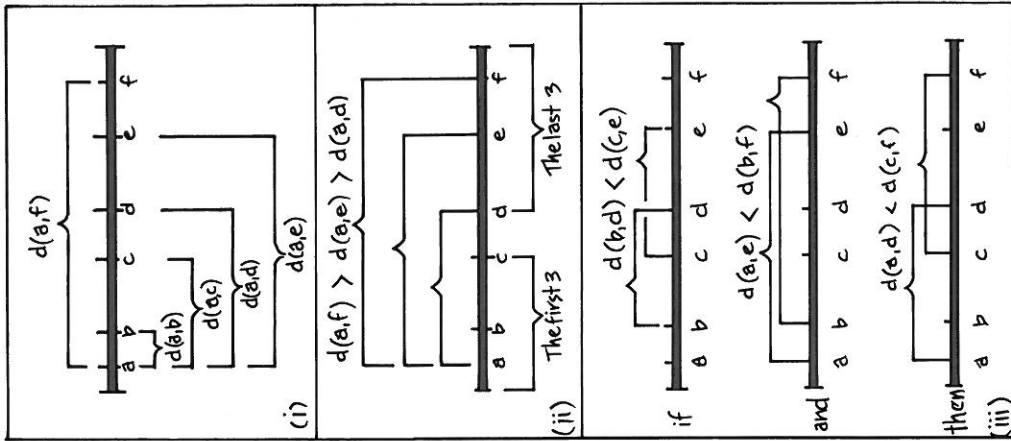 d(a,f)
a b c d e f
d(a,b)
d(a,c)
d(a,d)
d(a,e)
(i)
d(a,f) > d(a,e) > d(a,d)
a b c d e f
The first 3
The last 3
(ii)
d(b,d) < d(c,e)
a b c d e f
if
d(a,e) < d(b,f)
a b c d e f
and
d(a,d) < d(c,f)
a b c d e f
then
(iii)